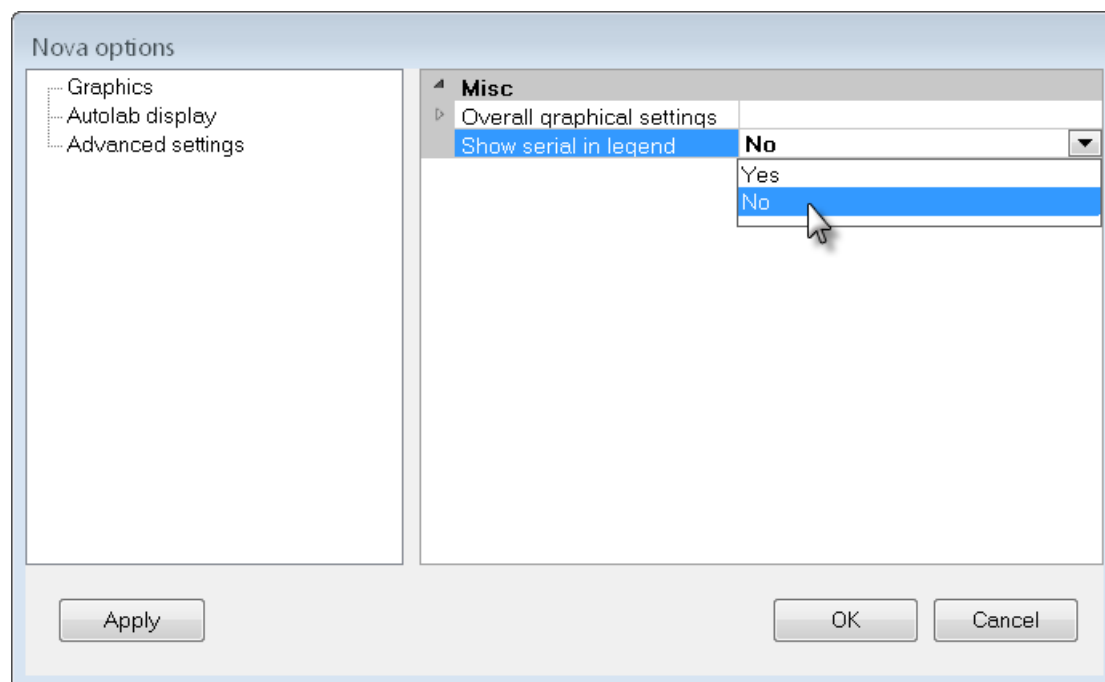 Nova options
Graphics
Autolab display
Advanced settings
Misc
Overall graphical settings
Show serial in legend No
Yes
No
Apply
OK
Cancel